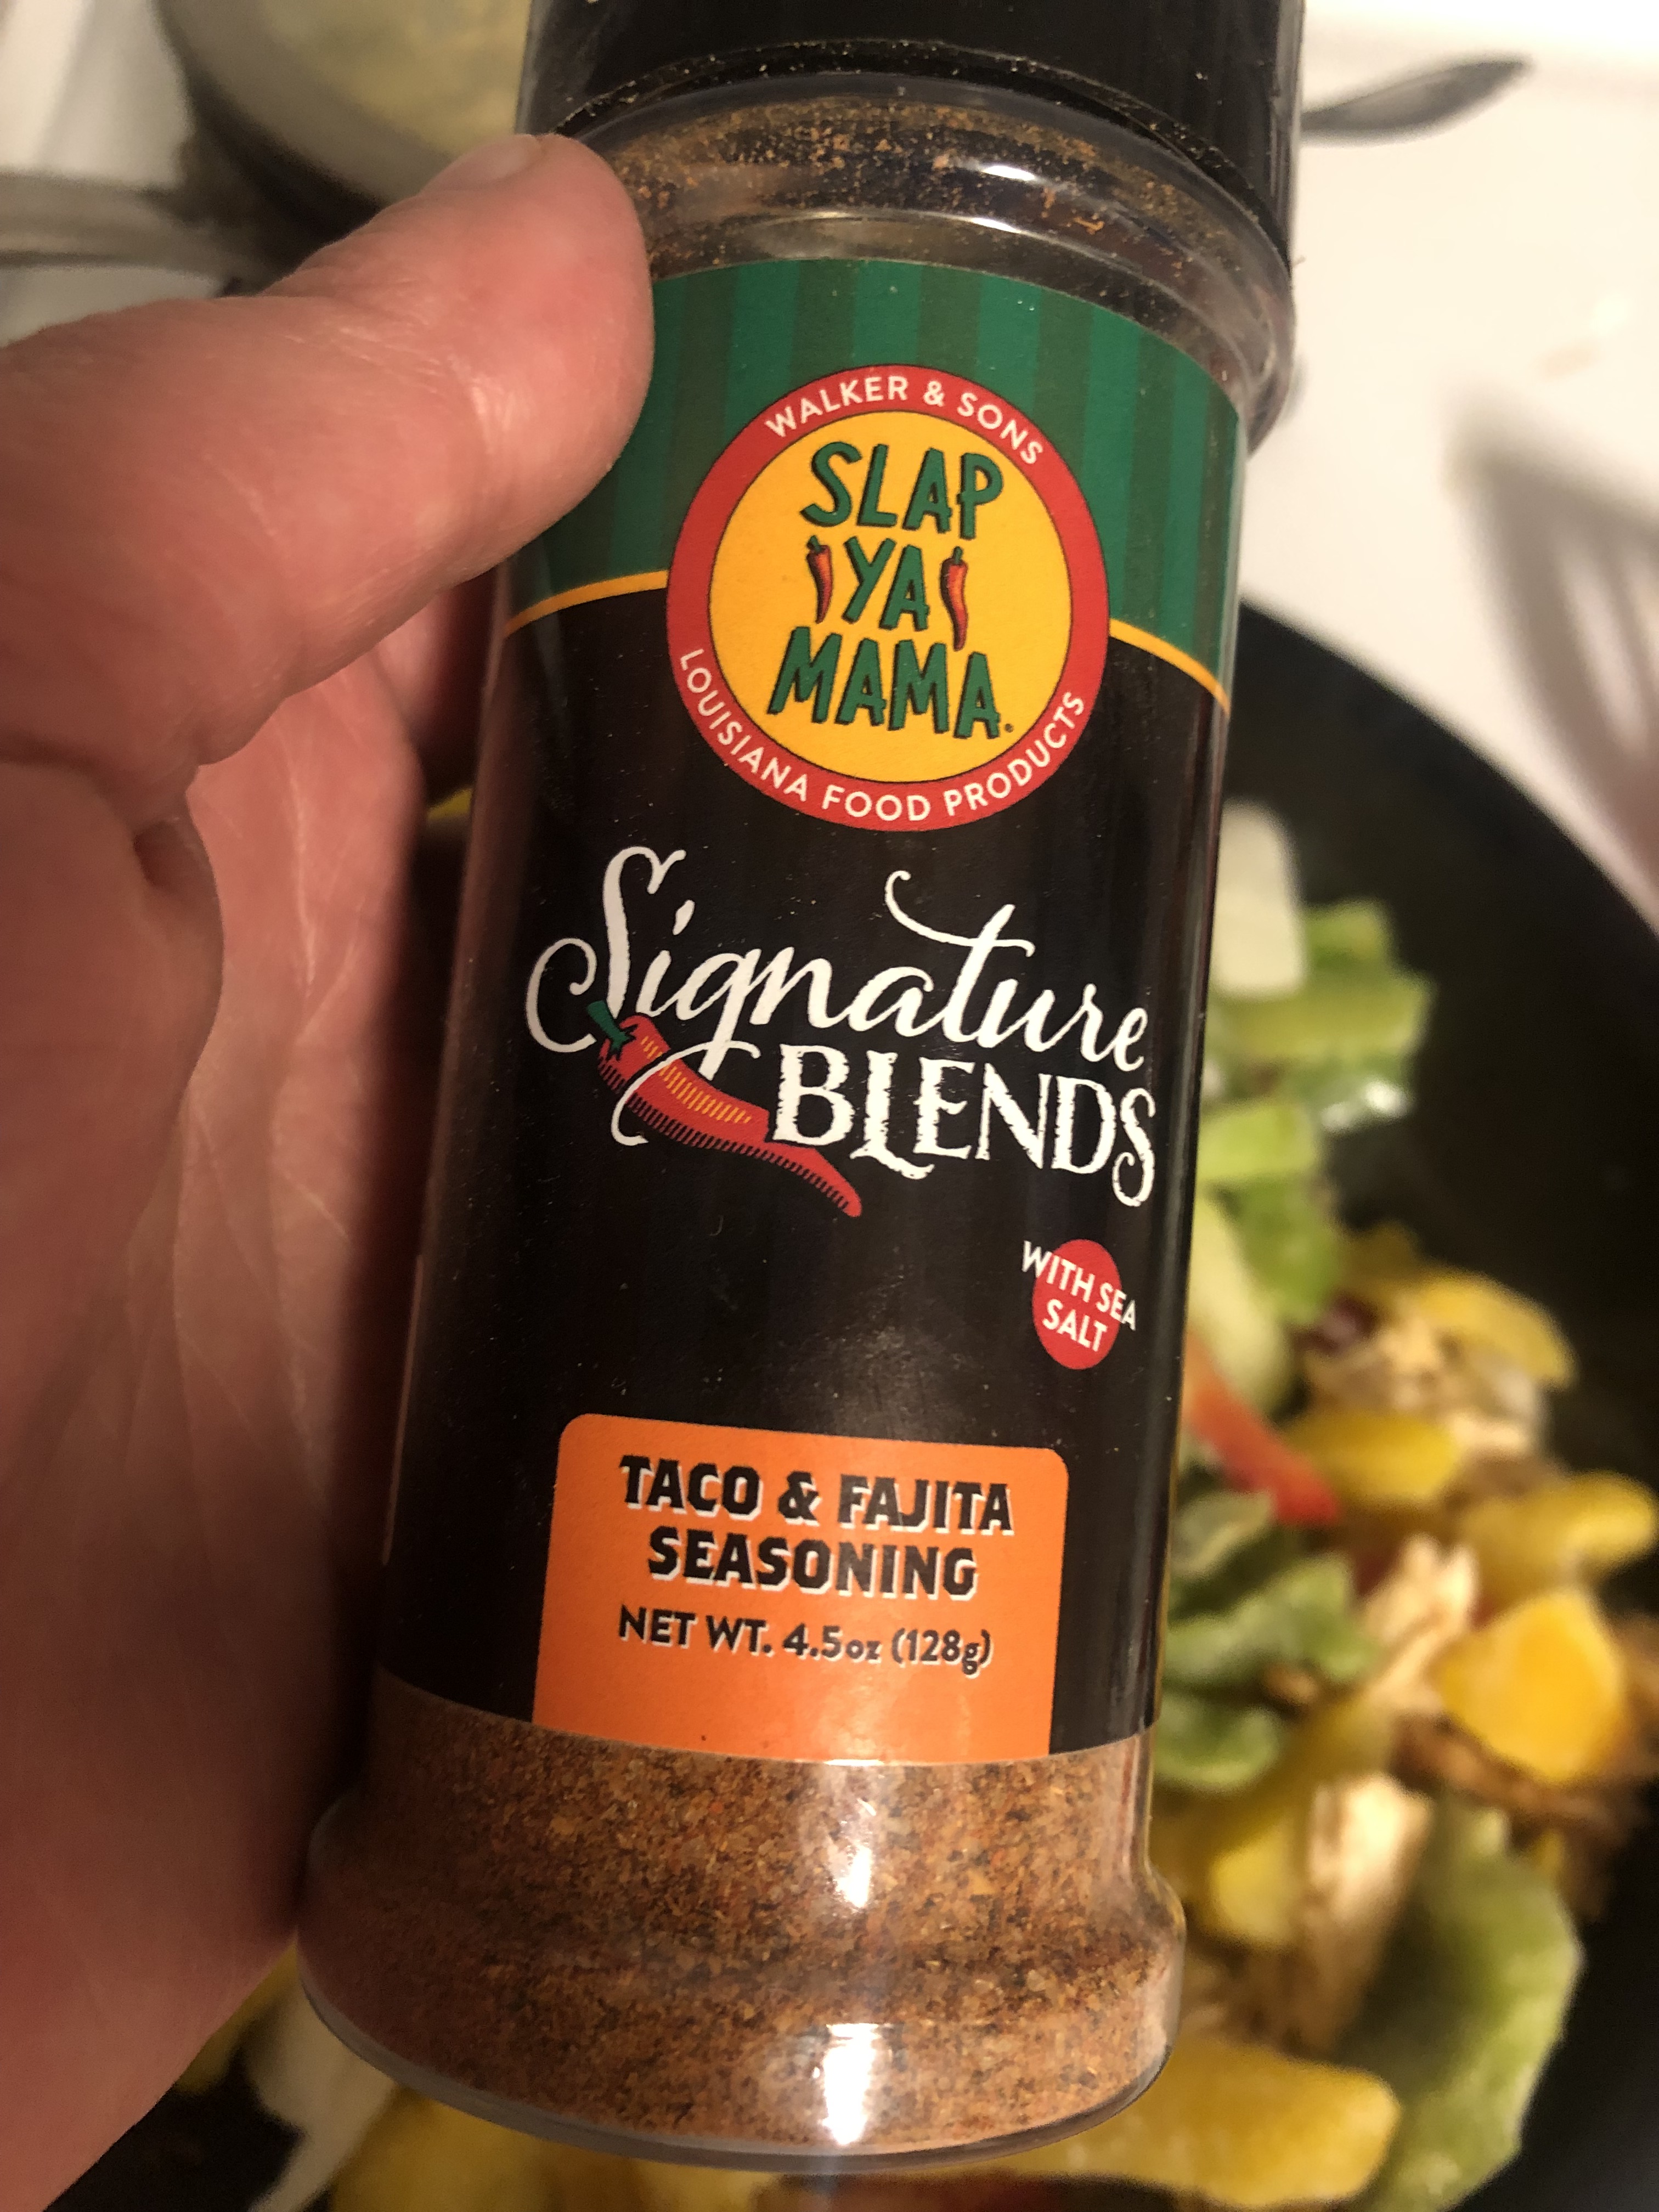 WALKER & SONS
SLAP
YA
MAMA®
LOUISIANA FOOD PRODUCTS
Signature
BLENDS
WITH SEA
SALT
TACO & FAJITA
SEASONING
NET WT. 4.5oz (128g)